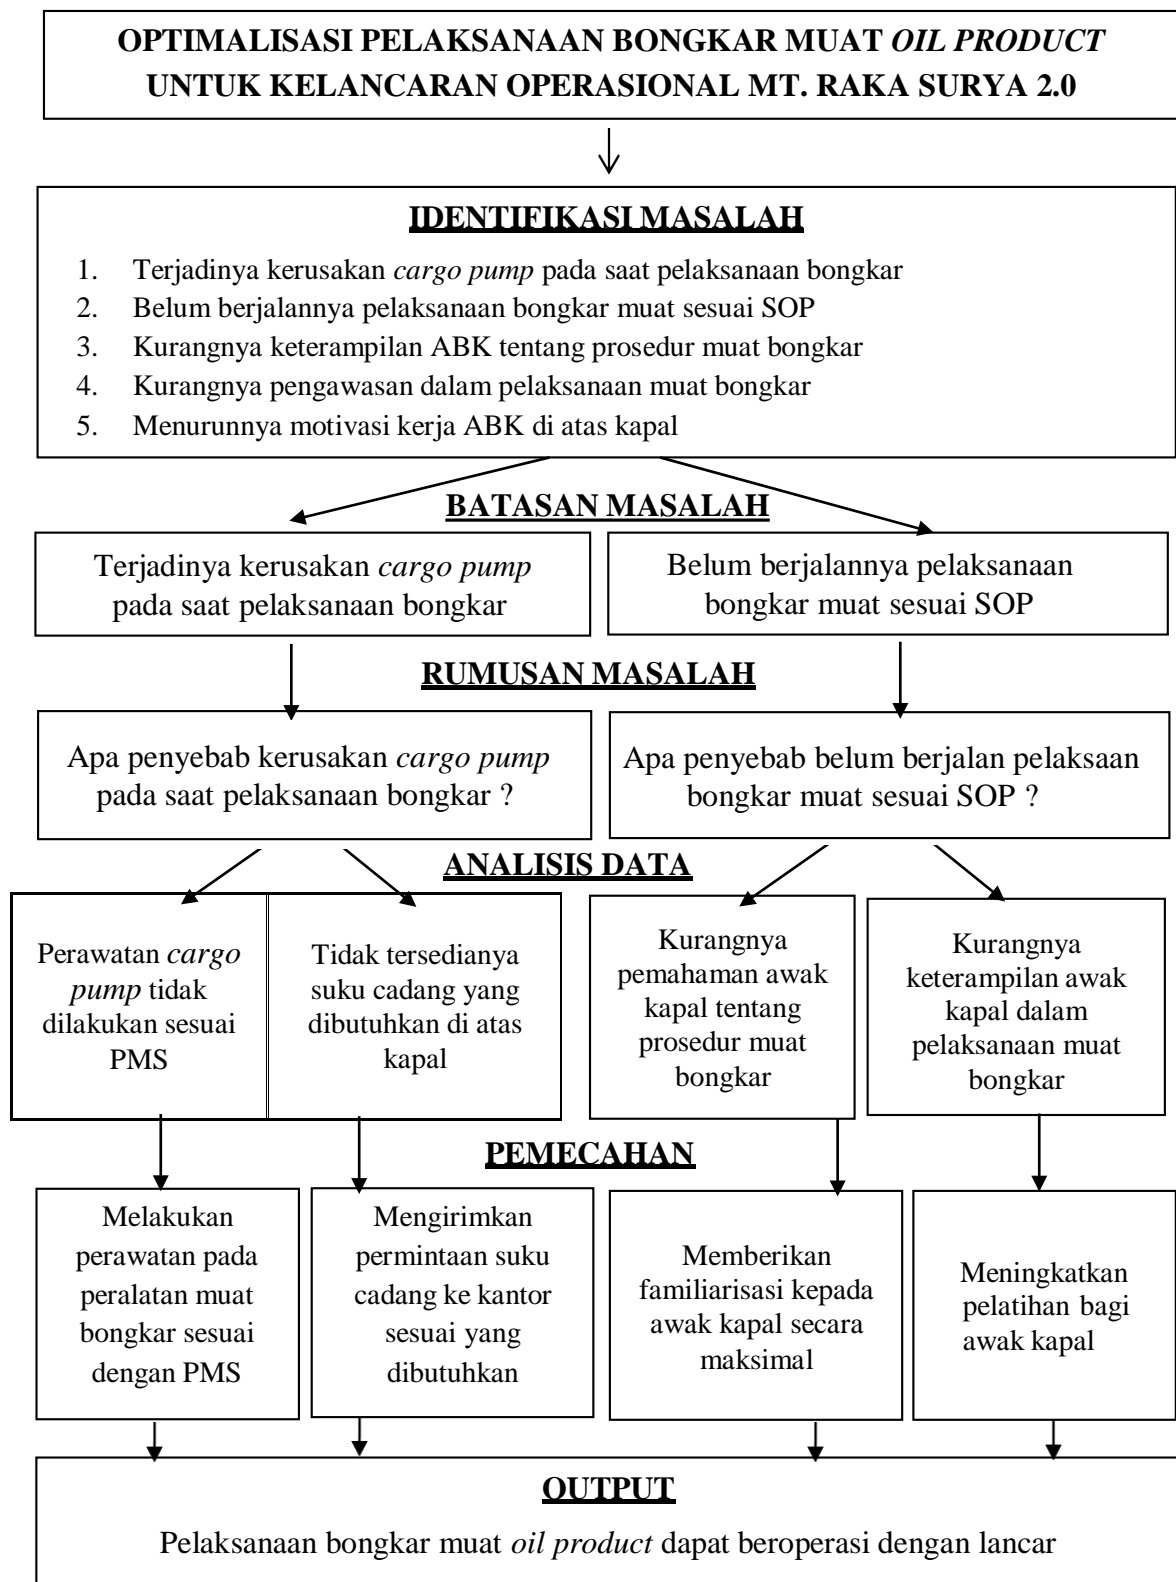 OPTIMALISASI PELAKSANAAN BONGKAR MUAT OIL PRODUCT
UNTUK KELANCARAN OPERASIONAL MT. RAKA SURYA 2.0
IDENTIFIKASI MASALAH
1. Terjadinya kerusakan cargo pump pada saat pelaksanaan bongkar
2. Belum berjalannya pelaksanaan bongkar muat sesuai SOP
3. Kurangnya keterampilan ABK tentang prosedur muat bongkar
4. Kurangnya pengawasan dalam pelaksanaan muat bongkar
5. Menurunnya motivasi kerja ABK di atas kapal
BATASAN MASALAH
Terjadinya kerusakan cargo pump
pada saat pelaksanaan bongkar
Belum berjalannya pelaksanaan
bongkar muat sesuai SOP
RUMUSAN MASALAH
Apa penyebab kerusakan cargo pump
pada saat pelaksanaan bongkar ?
Apa penyebab belum berjalan pelaksaan
bongkar muat sesuai SOP ?
ANALISIS DATA
Perawatan cargo
pump tidak
dilakukan sesuai
PMS
Tidak tersedianya
suku cadang yang
dibutuhkan di atas
kapal
Kurangnya
pemahaman awak
kapal tentang
prosedur muat
bongkar
Kurangnya
keterampilan awak
kapal dalam
pelaksanaan muat
bongkar
PEMECAHAN
Melakukan
perawatan pada
peralatan muat
bongkar sesuai
dengan PMS
Mengirimkan
permintaan suku
cadang ke kantor
sesuai yang
dibutuhkan
Memberikan
familiarisasi kepada
awak kapal secara
maksimal
Meningkatkan
pelatihan bagi
awak kapal
OUTPUT
Pelaksanaan bongkar muat oil product dapat beroperasi dengan lancar